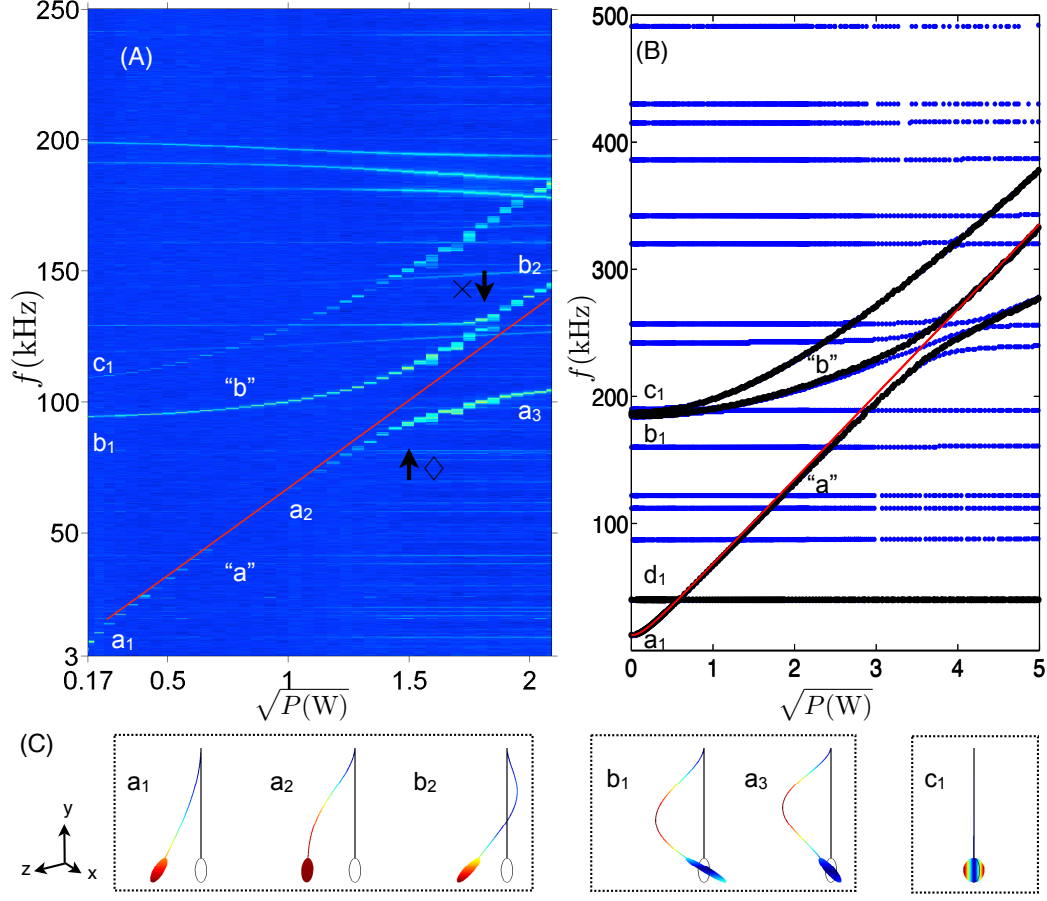 (A)
250
200
150
100
50
3
f(kHz)
c1
b1
"b"
a2
"a"
a1
×
b2
a3
◇
0.17 0.5 1 1.5 2
√P(W)
(B)
500
400
300
200
100
0
f(kHz)
c1
b1
"b"
"a"
d1
a1
0 1 2 3 4 5
√P(W)
(C)
y
z
x
a1 a2 b2
b1 a3
c1